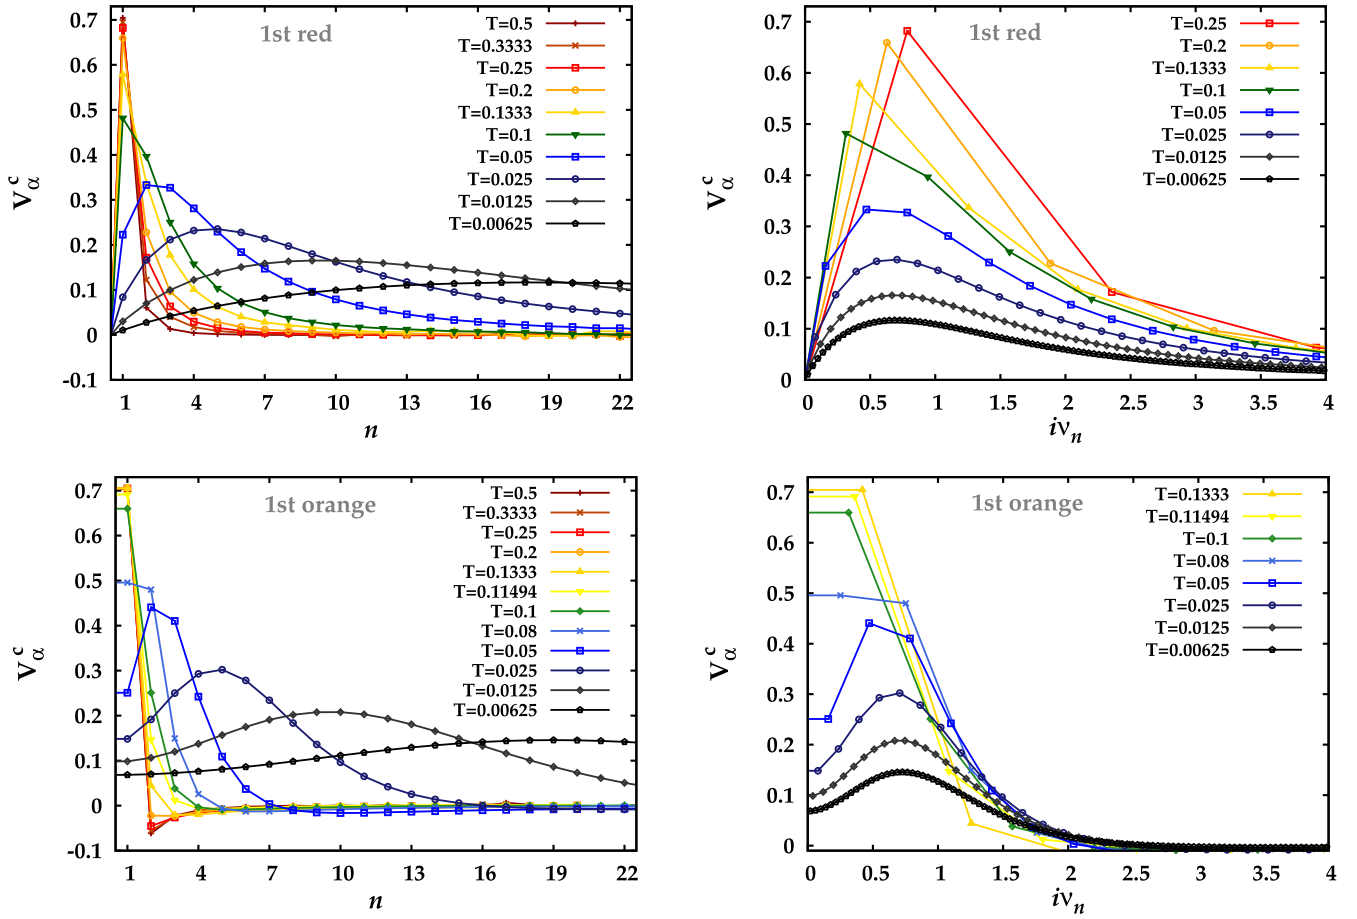 1st red
T=0.5
T=0.3333
T=0.25
T=0.2
T=0.1333
T=0.1
T=0.05
T=0.025
T=0.0125
T=0.00625
0.7
0.6
0.5
0.4
0.3
0.2
0.1
0
-0.1
V_α^c
1 4 7 10 13 16 19 22
n
1st red
T=0.25
T=0.2
T=0.1333
T=0.1
T=0.05
T=0.025
T=0.0125
T=0.00625
0.7
0.6
0.5
0.4
0.3
0.2
0.1
0
V_α^c
0 0.5 1 1.5 2 2.5 3 3.5 4
iν_n
1st orange
T=0.5
T=0.3333
T=0.25
T=0.2
T=0.1333
T=0.11494
T=0.1
T=0.08
T=0.05
T=0.025
T=0.0125
T=0.00625
0.7
0.6
0.5
0.4
0.3
0.2
0.1
0
-0.1
V_α^c
1 4 7 10 13 16 19 22
n
1st orange
T=0.1333
T=0.11494
T=0.1
T=0.08
T=0.05
T=0.025
T=0.0125
T=0.00625
0.7
0.6
0.5
0.4
0.3
0.2
0.1
0
V_α^c
0 0.5 1 1.5 2 2.5 3 3.5 4
iν_n